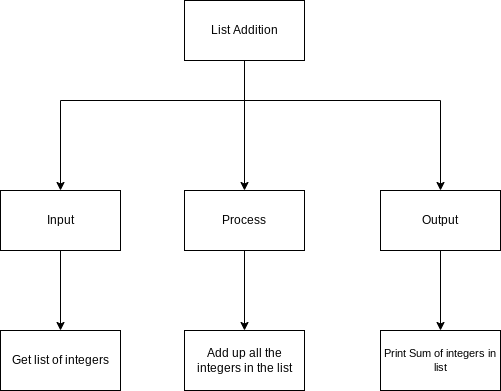 List Addition
Input
Process
Output
Get list of integers
Add up all the
integers in the list
Print Sum of integers in
list